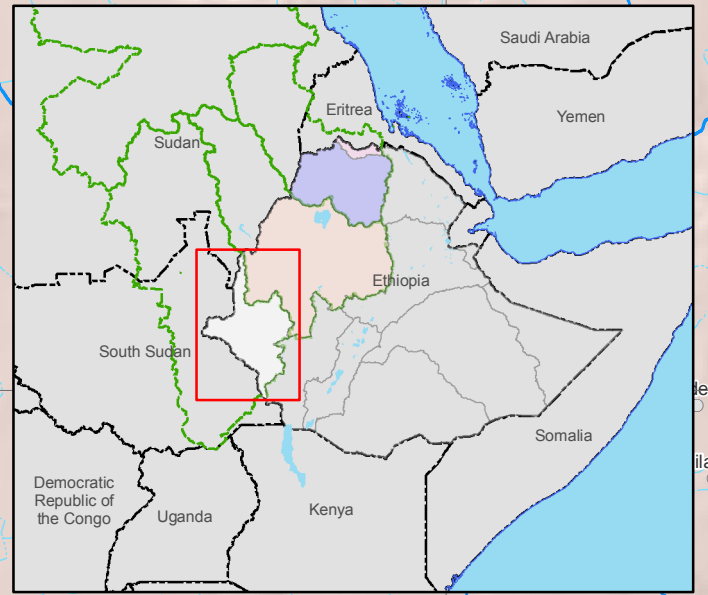 Saudi Arabia
Eritrea
Yemen
Sudan
Ethiopia
South Sudan
Somalia
Democratic
Republic of
the Congo
Uganda
Kenya